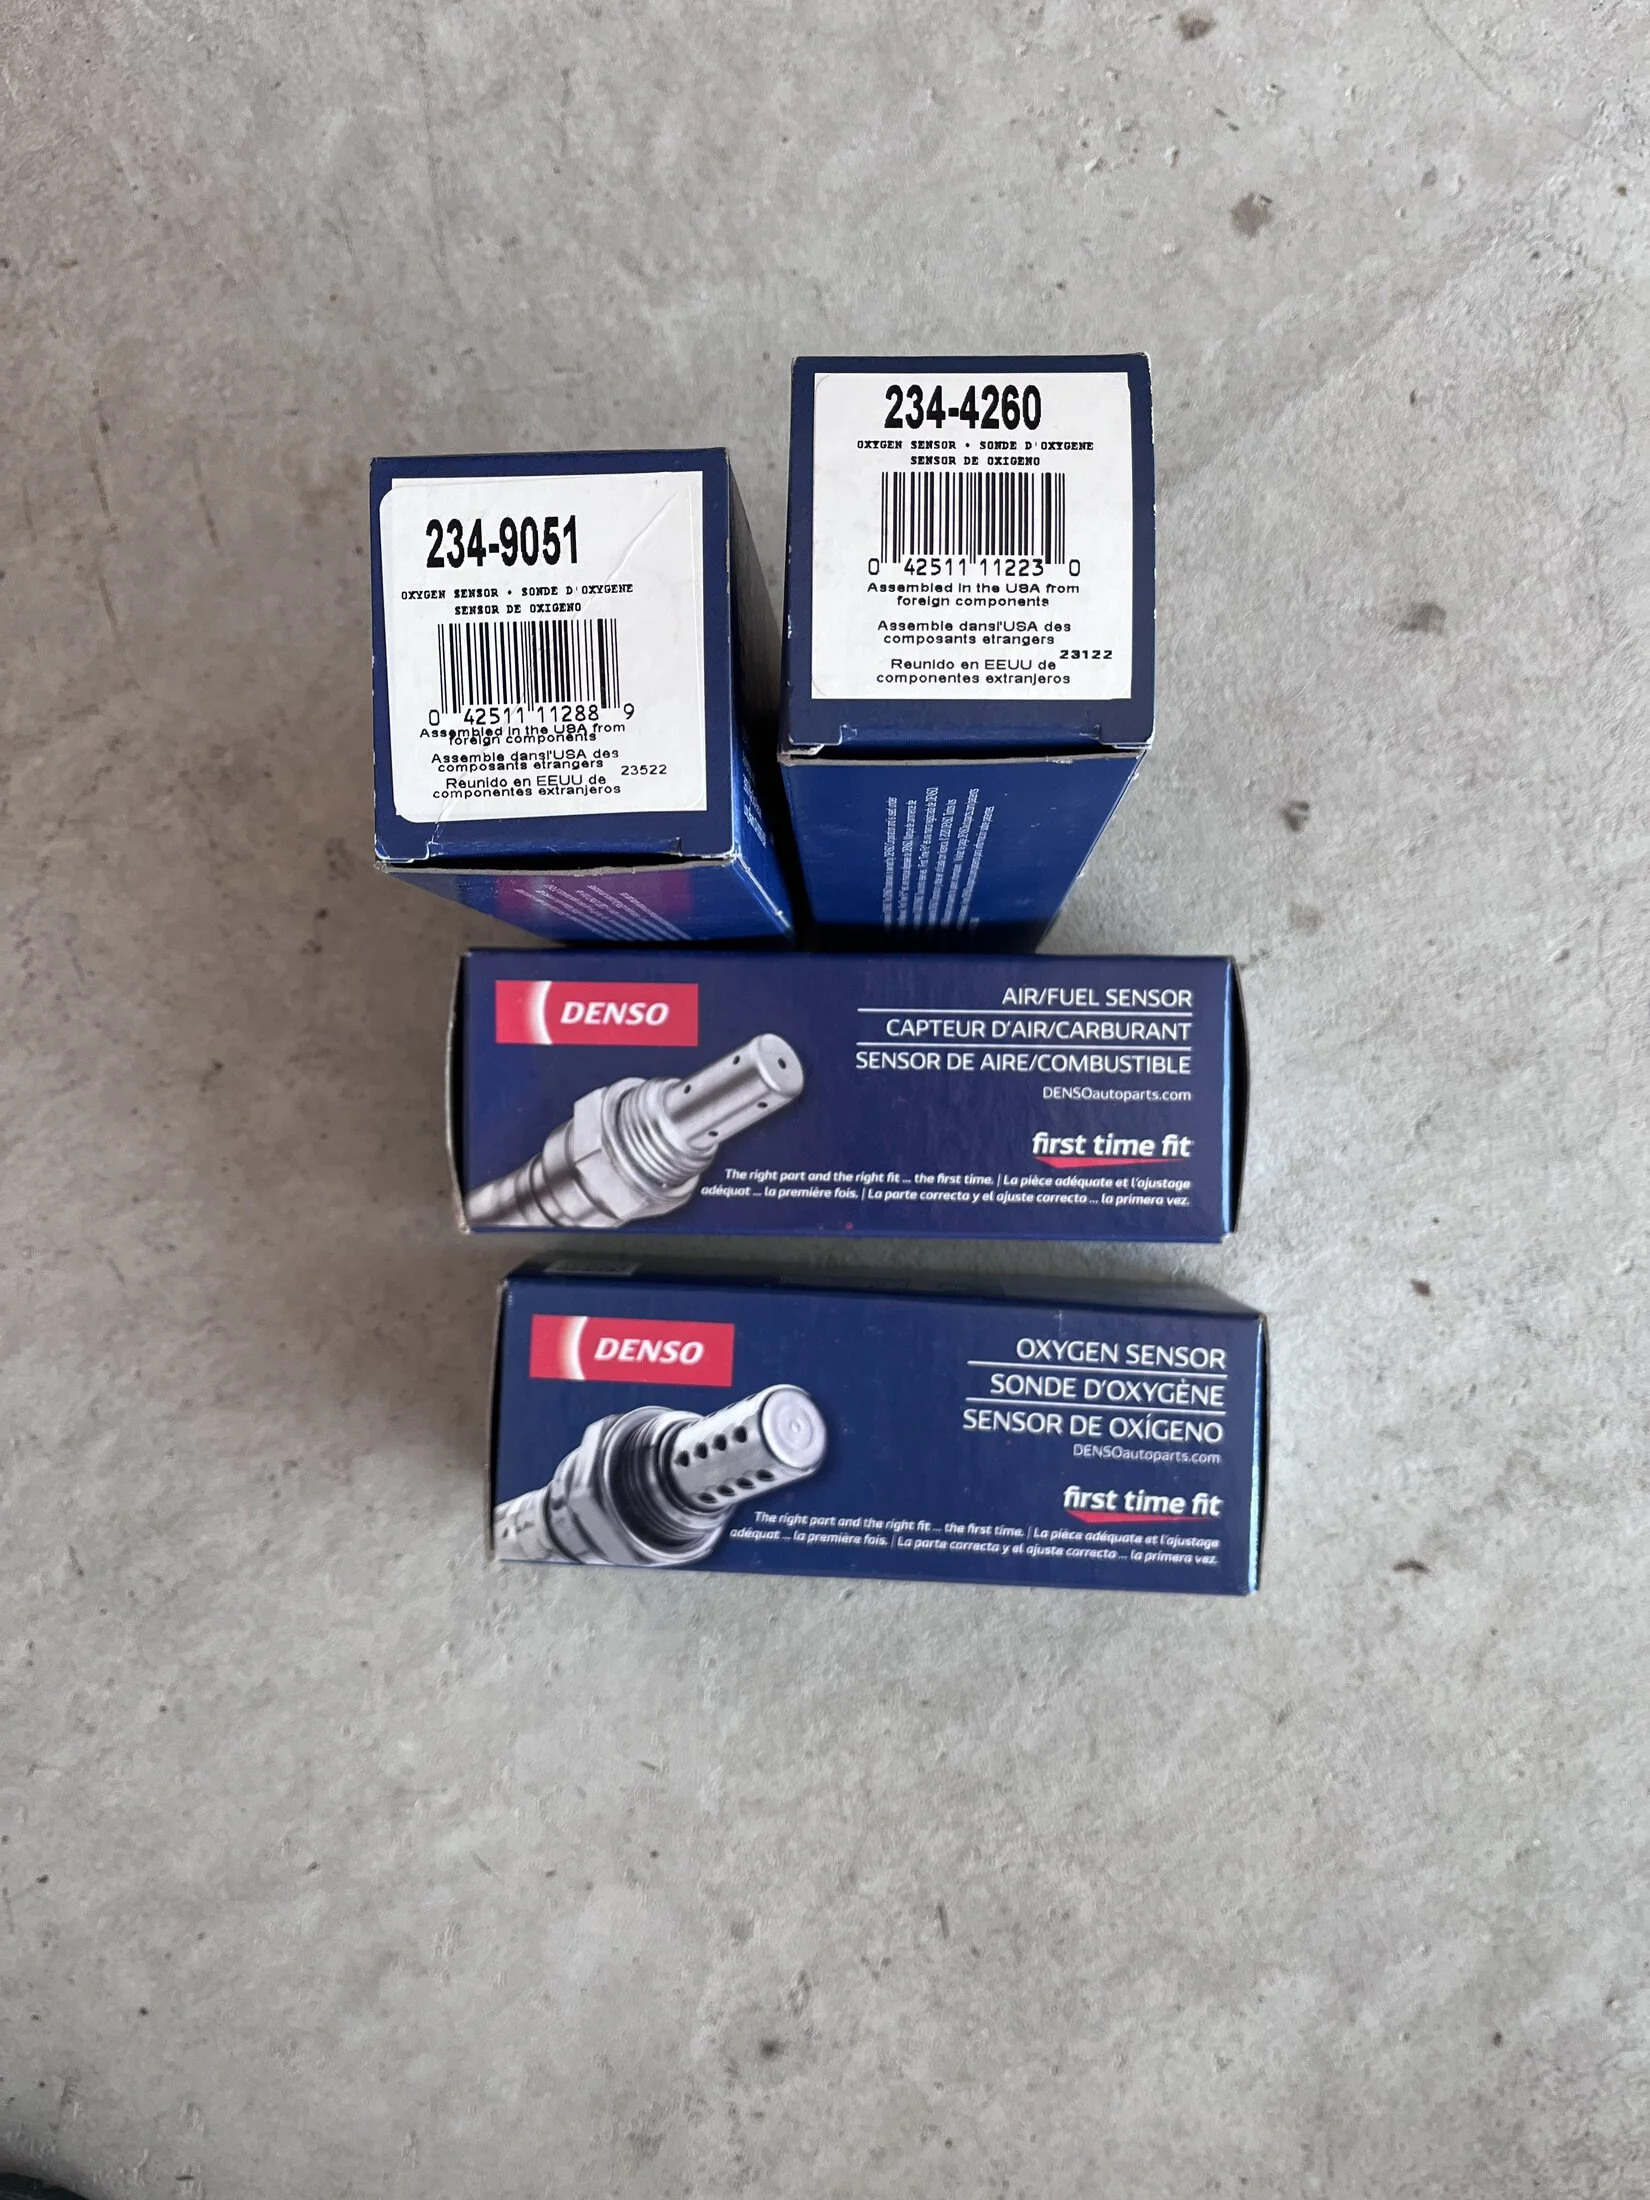 234-9051
OXYGEN SENSOR • SONDE D'OXYGENE
SENSOR DE OXIGENO
0 42511 11288 9
Assembled in the USA from
foreign components
Assemble dansl'USA des
composants etrangers
Reunido en EEUU de
componentes extranjeros
23522
234-4260
OXYGEN SENSOR • SONDE D'OXYGENE
SENSOR DE OXIGENO
0 42511 11223 0
Assembled in the USA from
foreign components
Assemble dansl'USA des
composants etrangers
23122
Reunido en EEUU de
componentes extranjeros
DENSO
AIR/FUEL SENSOR
CAPTEUR D'AIR/CARBURANT
SENSOR DE AIRE/COMBUSTIBLE
DENSOautoparts.com
first time fit
The right part and the right fit ... the first time. | La pièce adéquate et l'ajustage
adéquat ... la première fois. | La parte correcta y el ajuste correcto ... la primera vez.
DENSO
OXYGEN SENSOR
SONDE D'OXYGÈNE
SENSOR DE OXÍGENO
DENSOautoparts.com
first time fit
The right part and the right fit ... the first time. | La pièce adéquate et l'ajustage
adéquat ... la première fois. | La parte correcta y el ajuste correcto ... la primera vez.